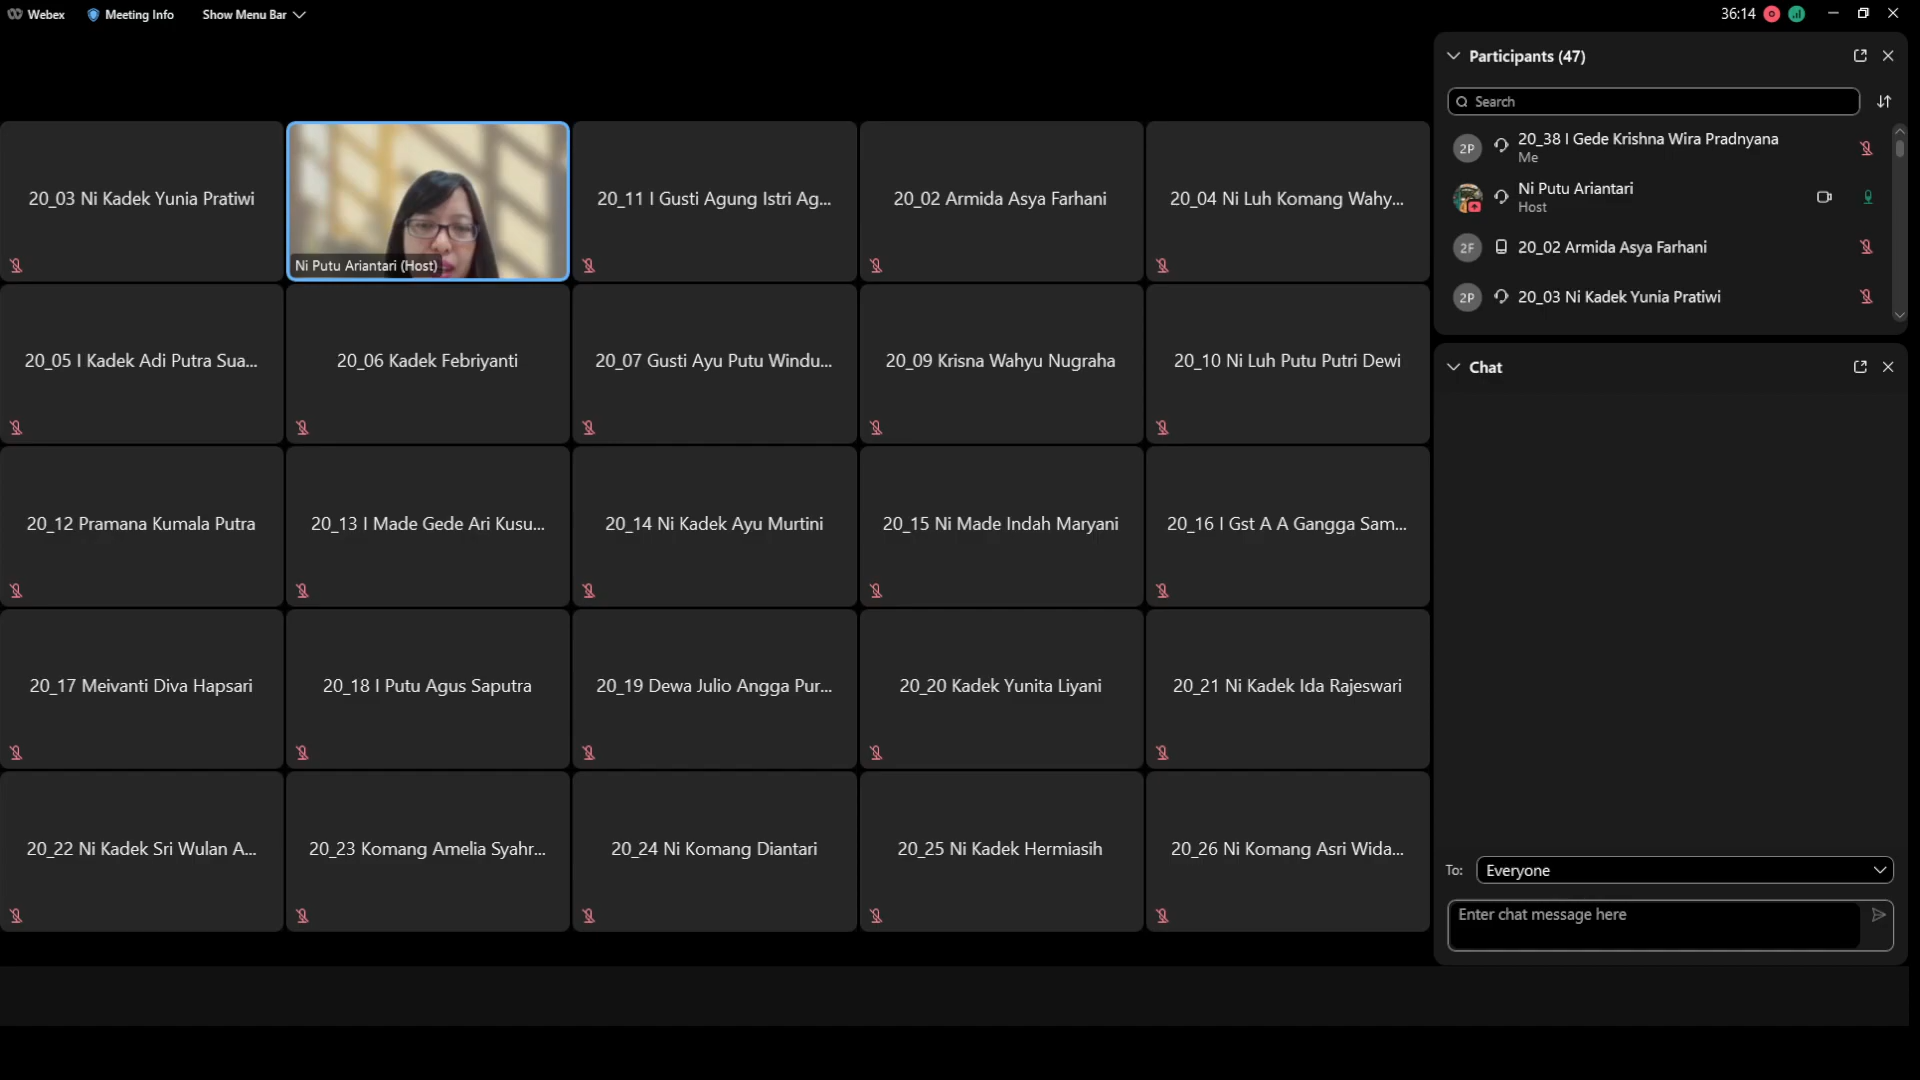 Webex
Meeting Info
Show Menu Bar
36:14
20_03 Ni Kadek Yunia Pratiwi
Ni Putu Ariantari (Host)
20_11 I Gusti Agung Istri Ag...
20_02 Armida Asya Farhani
20_04 Ni Luh Komang Wahy...
20_05 I Kadek Adi Putra Sua...
20_06 Kadek Febriyanti
20_07 Gusti Ayu Putu Windu...
20_09 Krisna Wahyu Nugraha
20_10 Ni Luh Putu Putri Dewi
20_12 Pramana Kumala Putra
20_13 I Made Gede Ari Kusu...
20_14 Ni Kadek Ayu Murtini
20_15 Ni Made Indah Maryani
20_16 I Gst A A Gangga Sam...
20_17 Meivanti Diva Hapsari
20_18 I Putu Agus Saputra
20_19 Dewa Julio Angga Pur...
20_20 Kadek Yunita Liyani
20_21 Ni Kadek Ida Rajeswari
20_22 Ni Kadek Sri Wulan A...
20_23 Komang Amelia Syahr...
20_24 Ni Komang Diantari
20_25 Ni Kadek Hermiasih
20_26 Ni Komang Asri Wida...
Participants (47)
Search
2P
20_38 I Gede Krishna Wira Pradnyana
Me
Ni Putu Ariantari
Host
2F
20_02 Armida Asya Farhani
2P
20_03 Ni Kadek Yunia Pratiwi
Chat
To:
Everyone
Enter chat message here